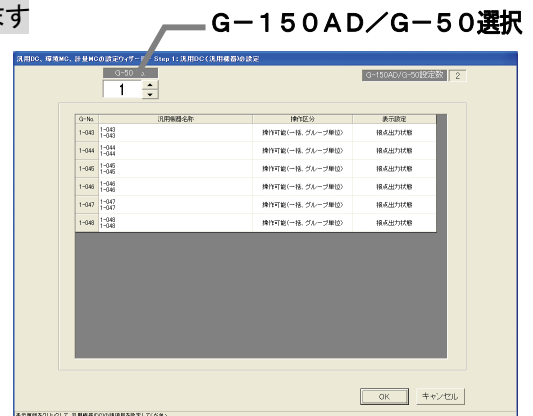 ます
G－150AD／G－50選択
汎用DC、環境MC、計量MCの設定ウィザード Step 1：汎用DC(汎用機器)の設定
G-50
1
G-150AD/G-50設定数 2
G-No. 汎用機器名称 操作区分 表示設定
1-043 1-043 1-043 操作可能(一括、グループ単位) 接点出力状態
1-044 1-044 1-044 操作可能(一括、グループ単位) 接点出力状態
1-045 1-045 1-045 操作可能(一括、グループ単位) 接点出力状態
1-046 1-046 1-046 操作可能(一括、グループ単位) 接点出力状態
1-047 1-047 1-047 操作可能(一括、グループ単位) 接点出力状態
1-048 1-048 1-048 操作可能(一括、グループ単位) 接点出力状態
OK キャンセル